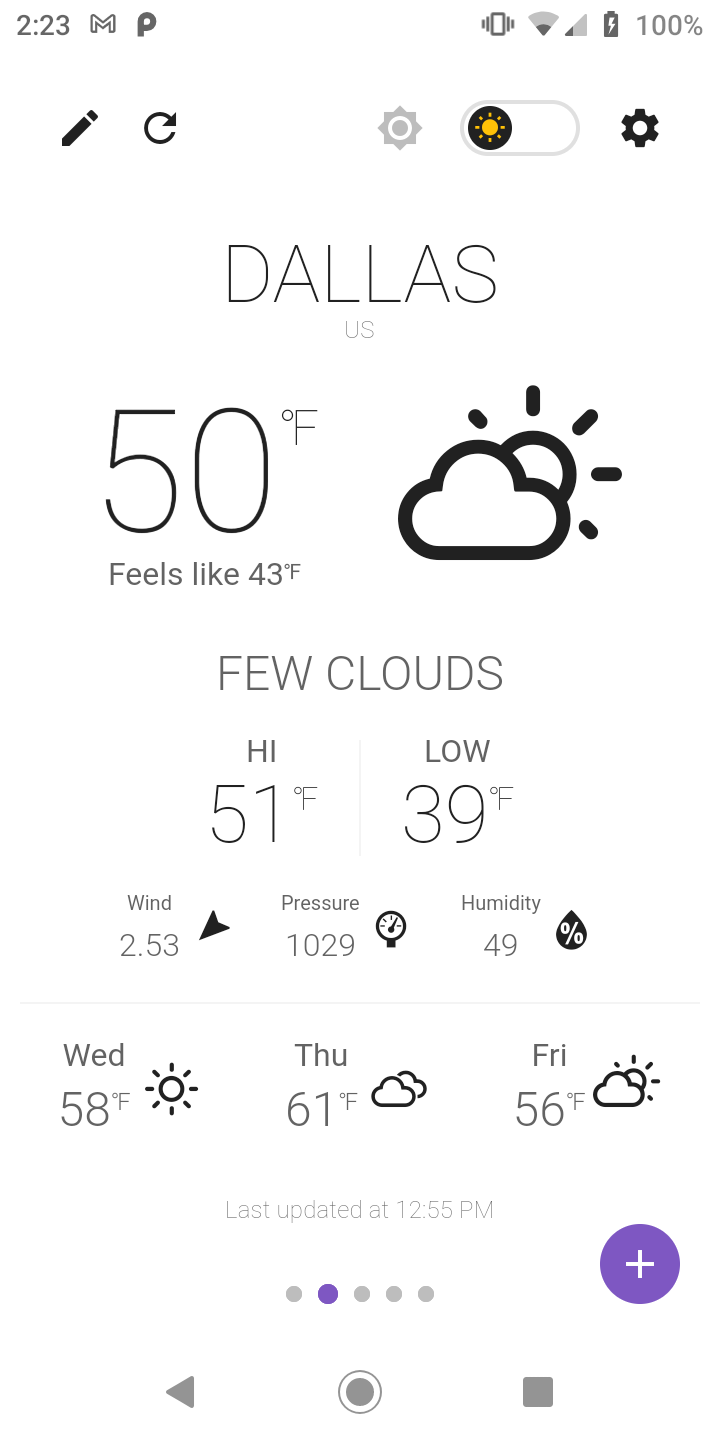 2:23 100%
DALLAS
US
50°F
Feels like 43°F
FEW CLOUDS
HI LOW
51°F 39°F
Wind Pressure Humidity
2.53 1029 49 %
Wed Thu Fri
58°F 61°F 56°F
Last updated at 12:55 PM